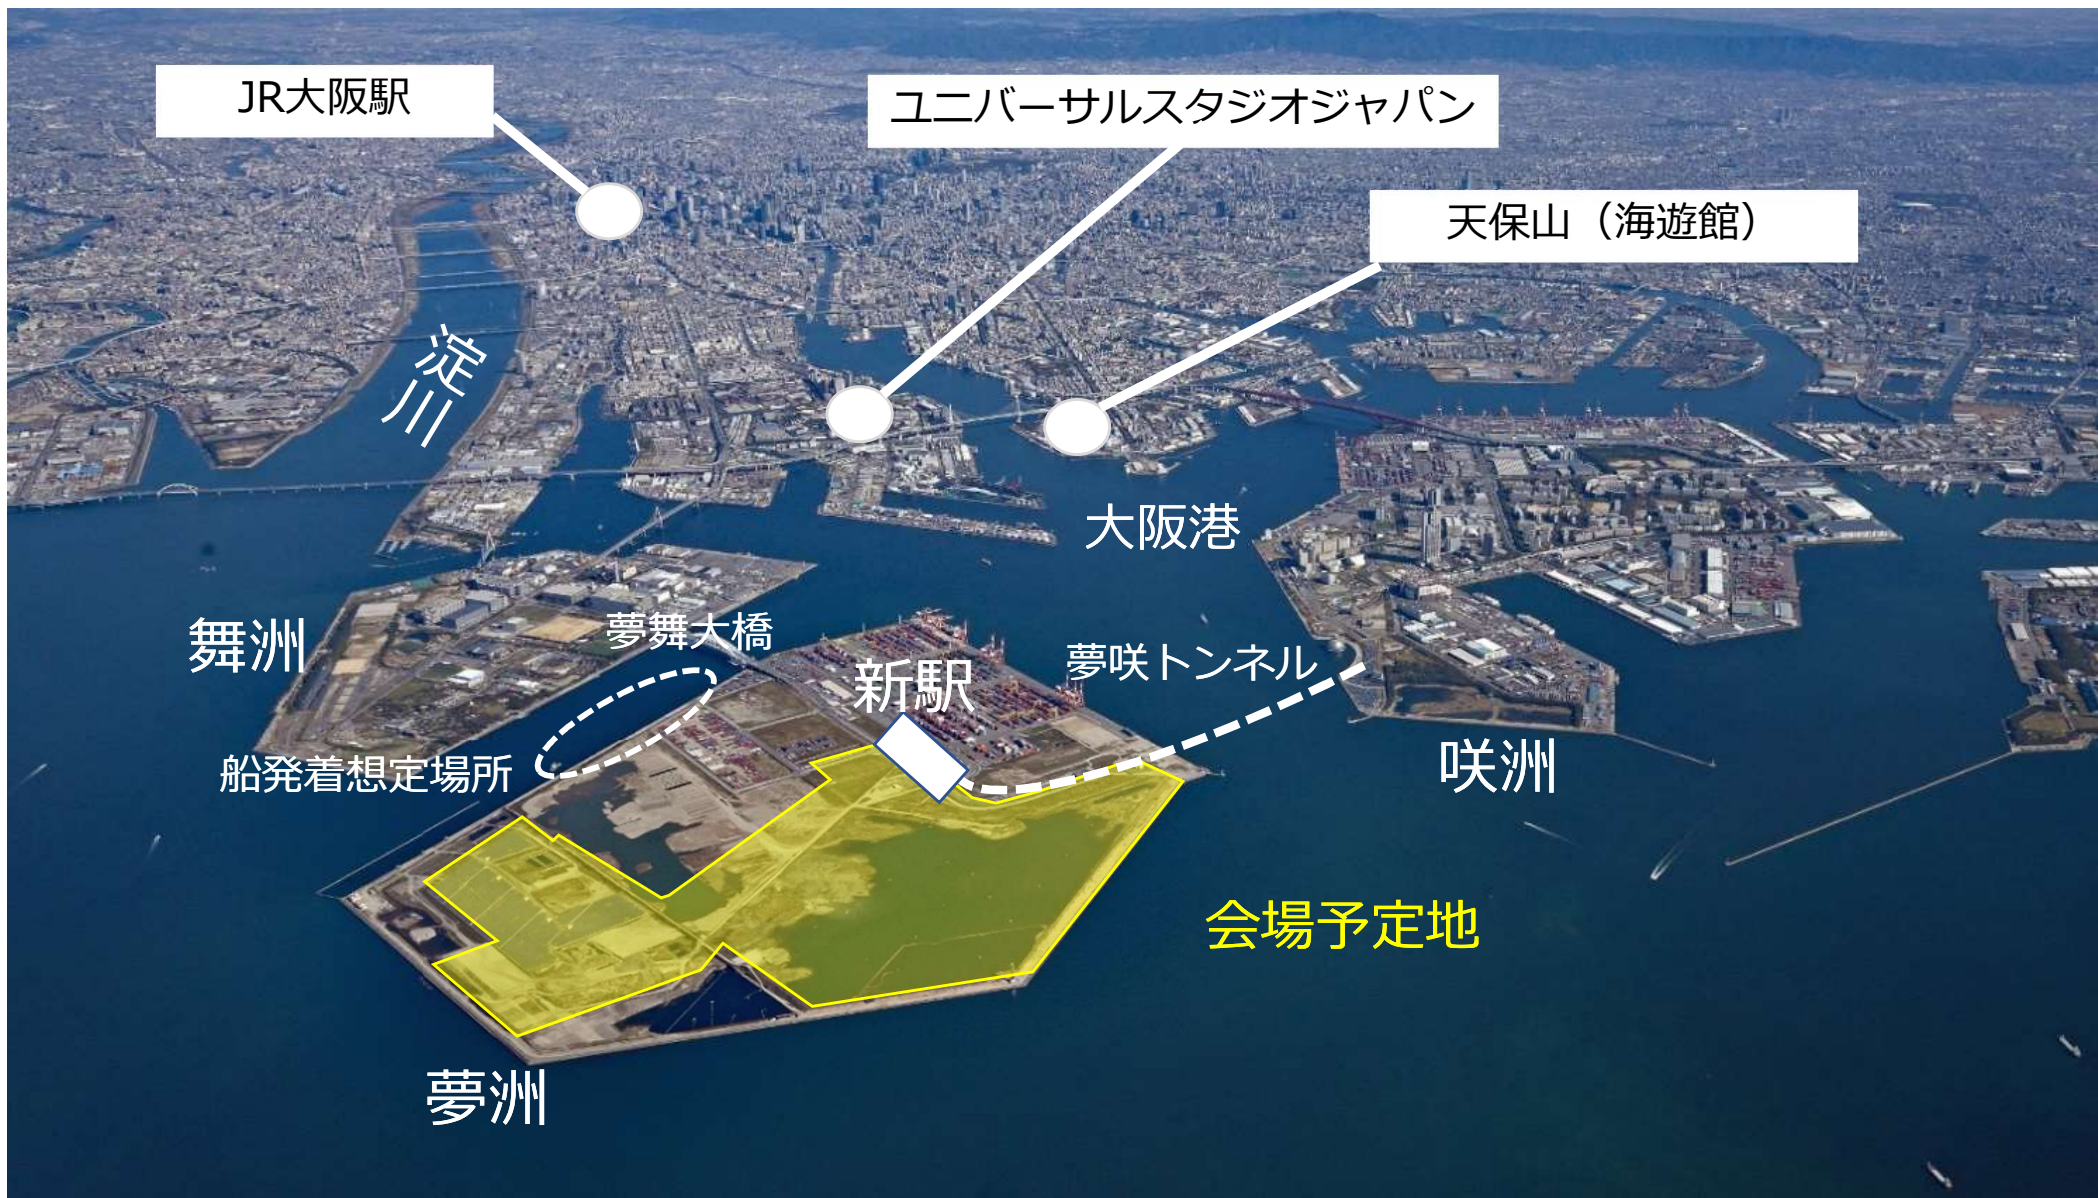 JR大阪駅
ユニバーサルスタジオジャパン
天保山（海遊館）
淀川
大阪港
舞洲
夢舞大橋
新駅
夢咲トンネル
船発着想定場所
咲洲
会場予定地
夢洲